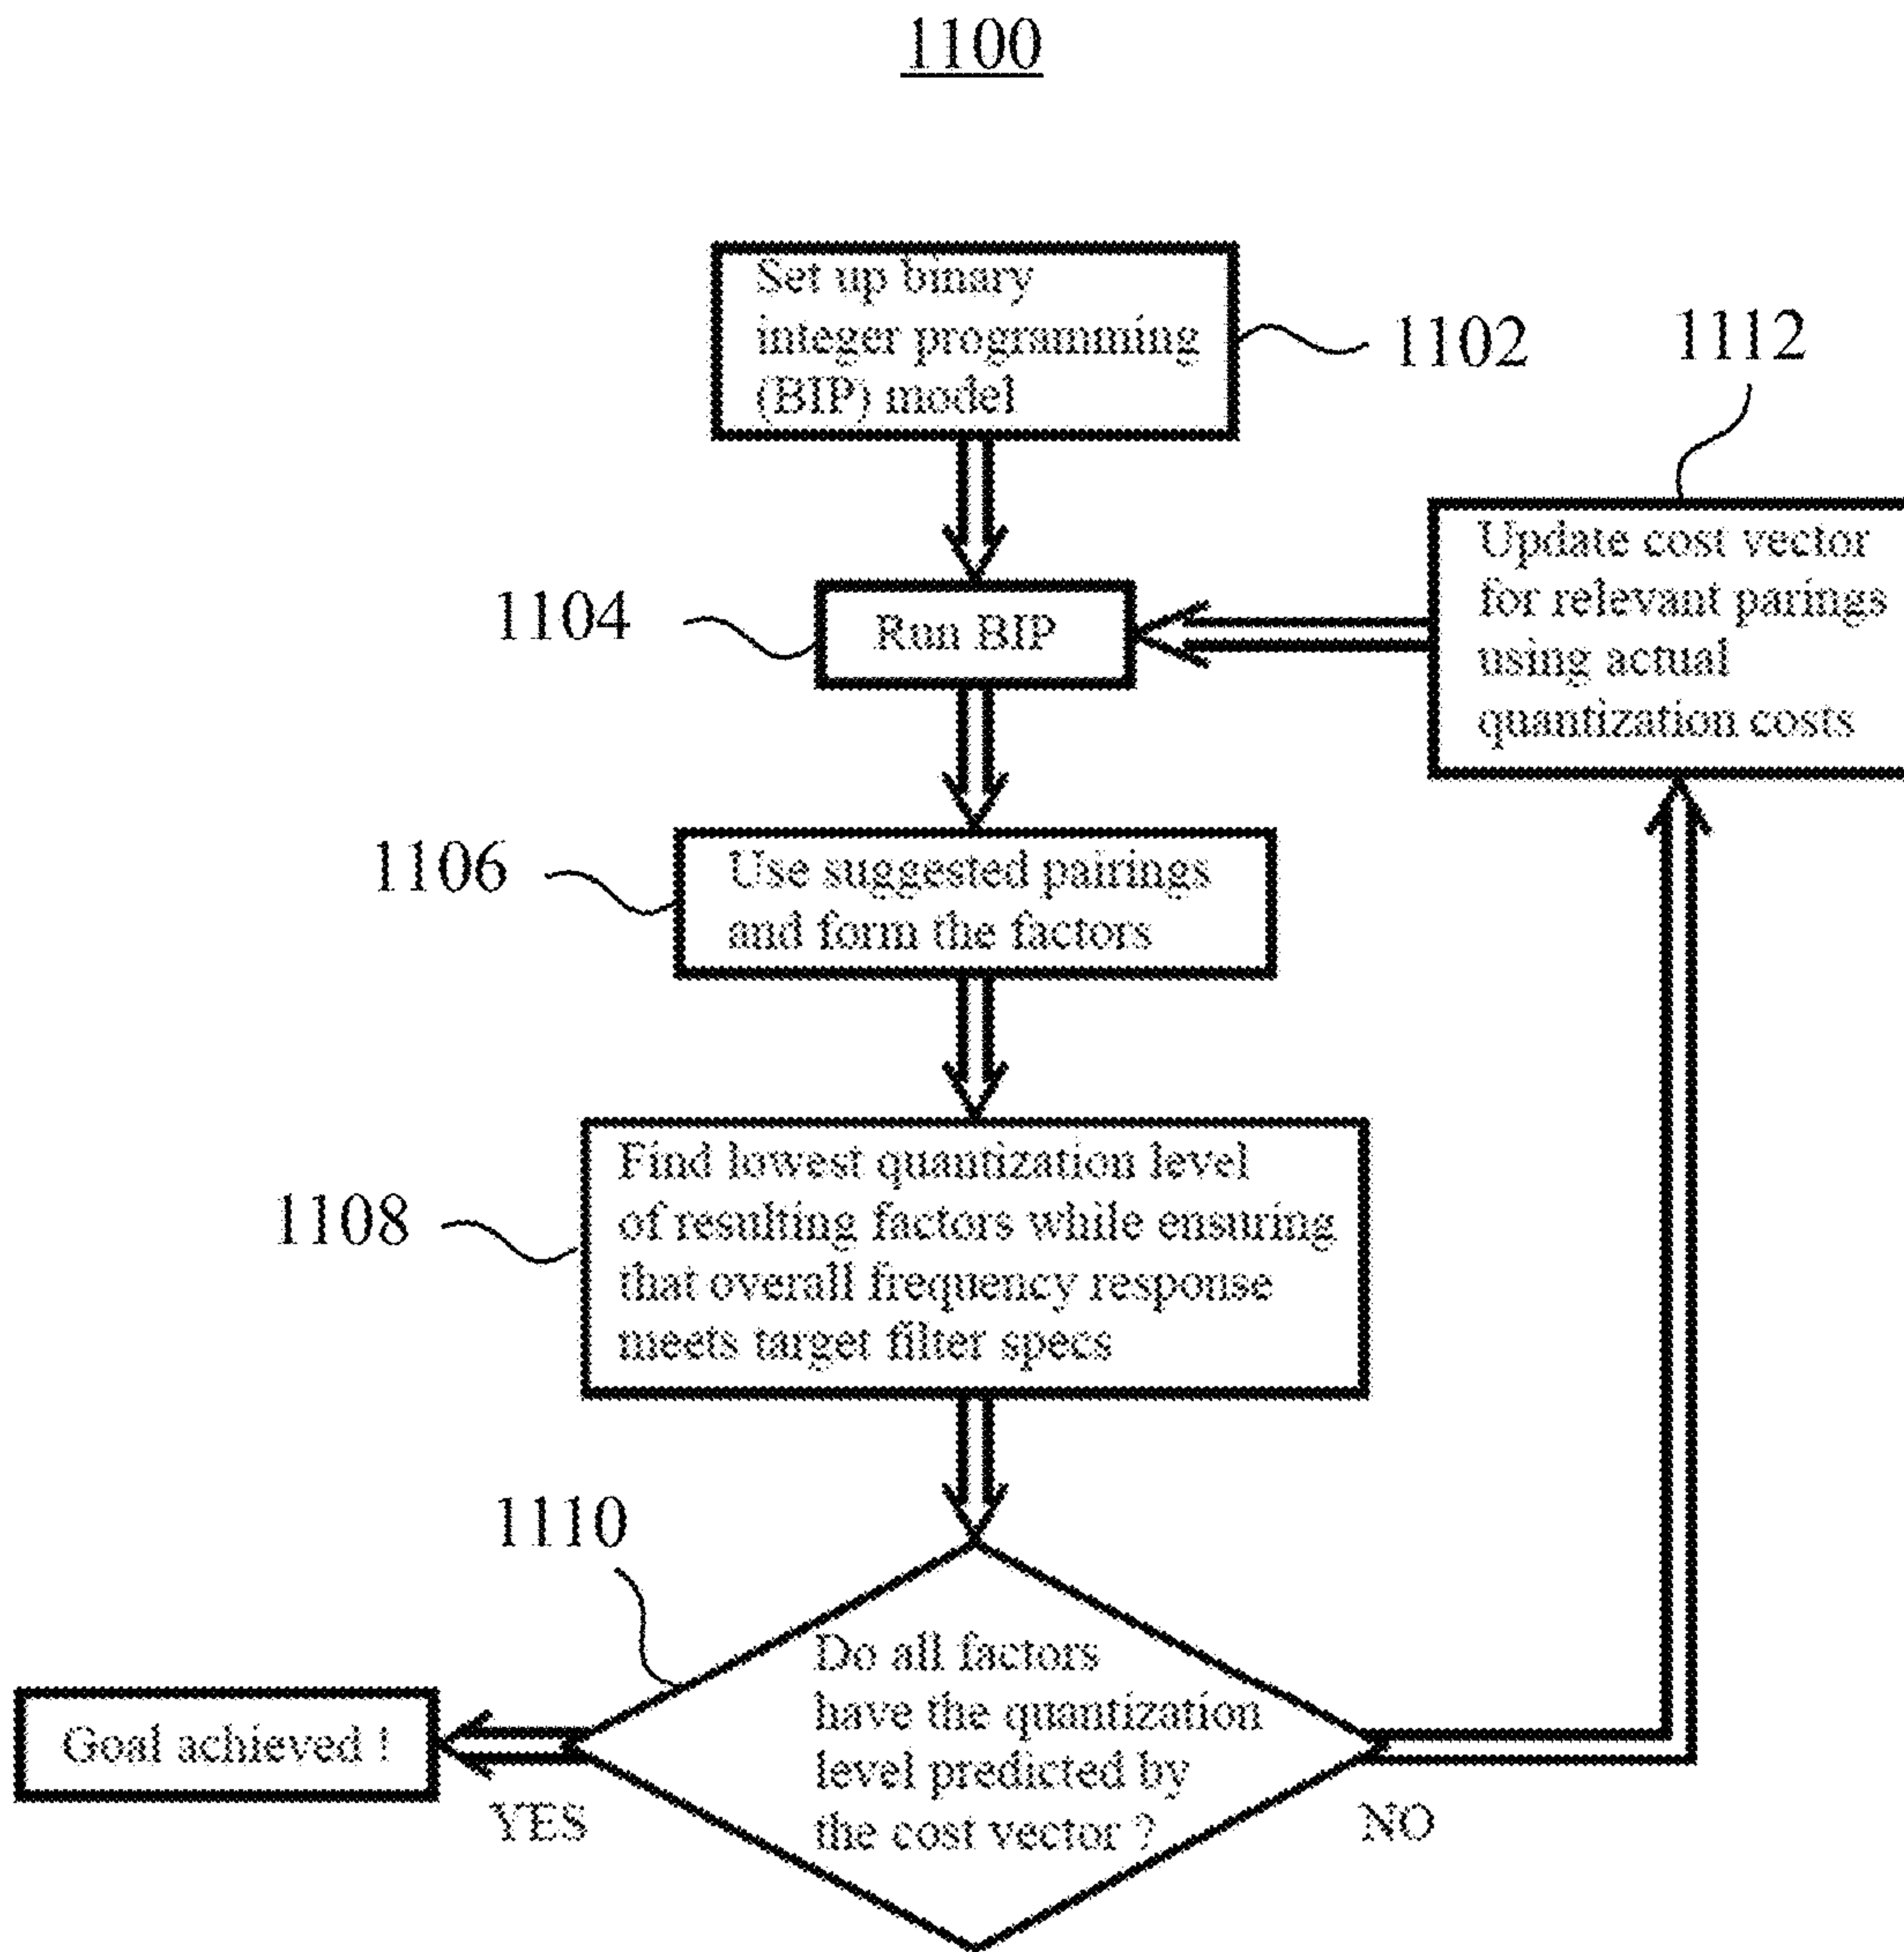 1100
Set up binary
integer programming
(BIP) model
1102
1112
Update cost vector
for relevant parings
using actual
quantization costs
1104
Run BIP
1106
Use suggested pairings
and form the factors
1108
Find lowest quantization level
of resulting factors while ensuring
that overall frequency response
meets target filter specs
1110
Do all factors
have the quantization
level predicted by
the cost vector ?
Goal achieved !
YES
NO